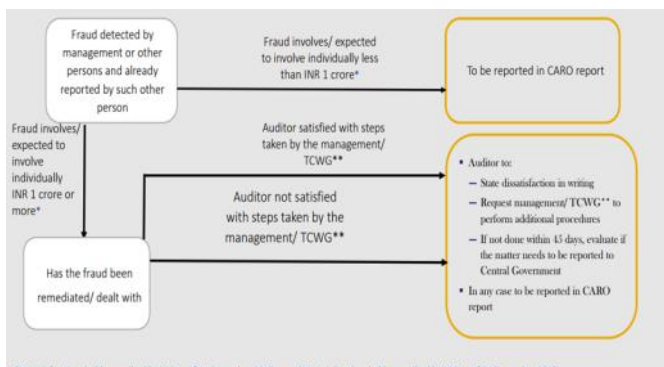 Fraud detected by
management or other
persons and already
reported by such other
person
Fraud involves/ expected
to involve individually less
than INR 1 crore*
To be reported in CARO report
Fraud involves/
expected to
involve
individually
INR 1 crore or
more*
Auditor satisfied with steps
taken by the management/
TCWG**
Auditor not satisfied
with steps taken by the
management/ TCWG**
Has the fraud been
remediated/ dealt with
▪ Auditor to:
– State dissatisfaction in writing
– Request management/ TCWG** to
perform additional procedures
– If not done within 45 days, evaluate if
the matter needs to be reported to
Central Government
▪ In any case to be reported in CARO
report